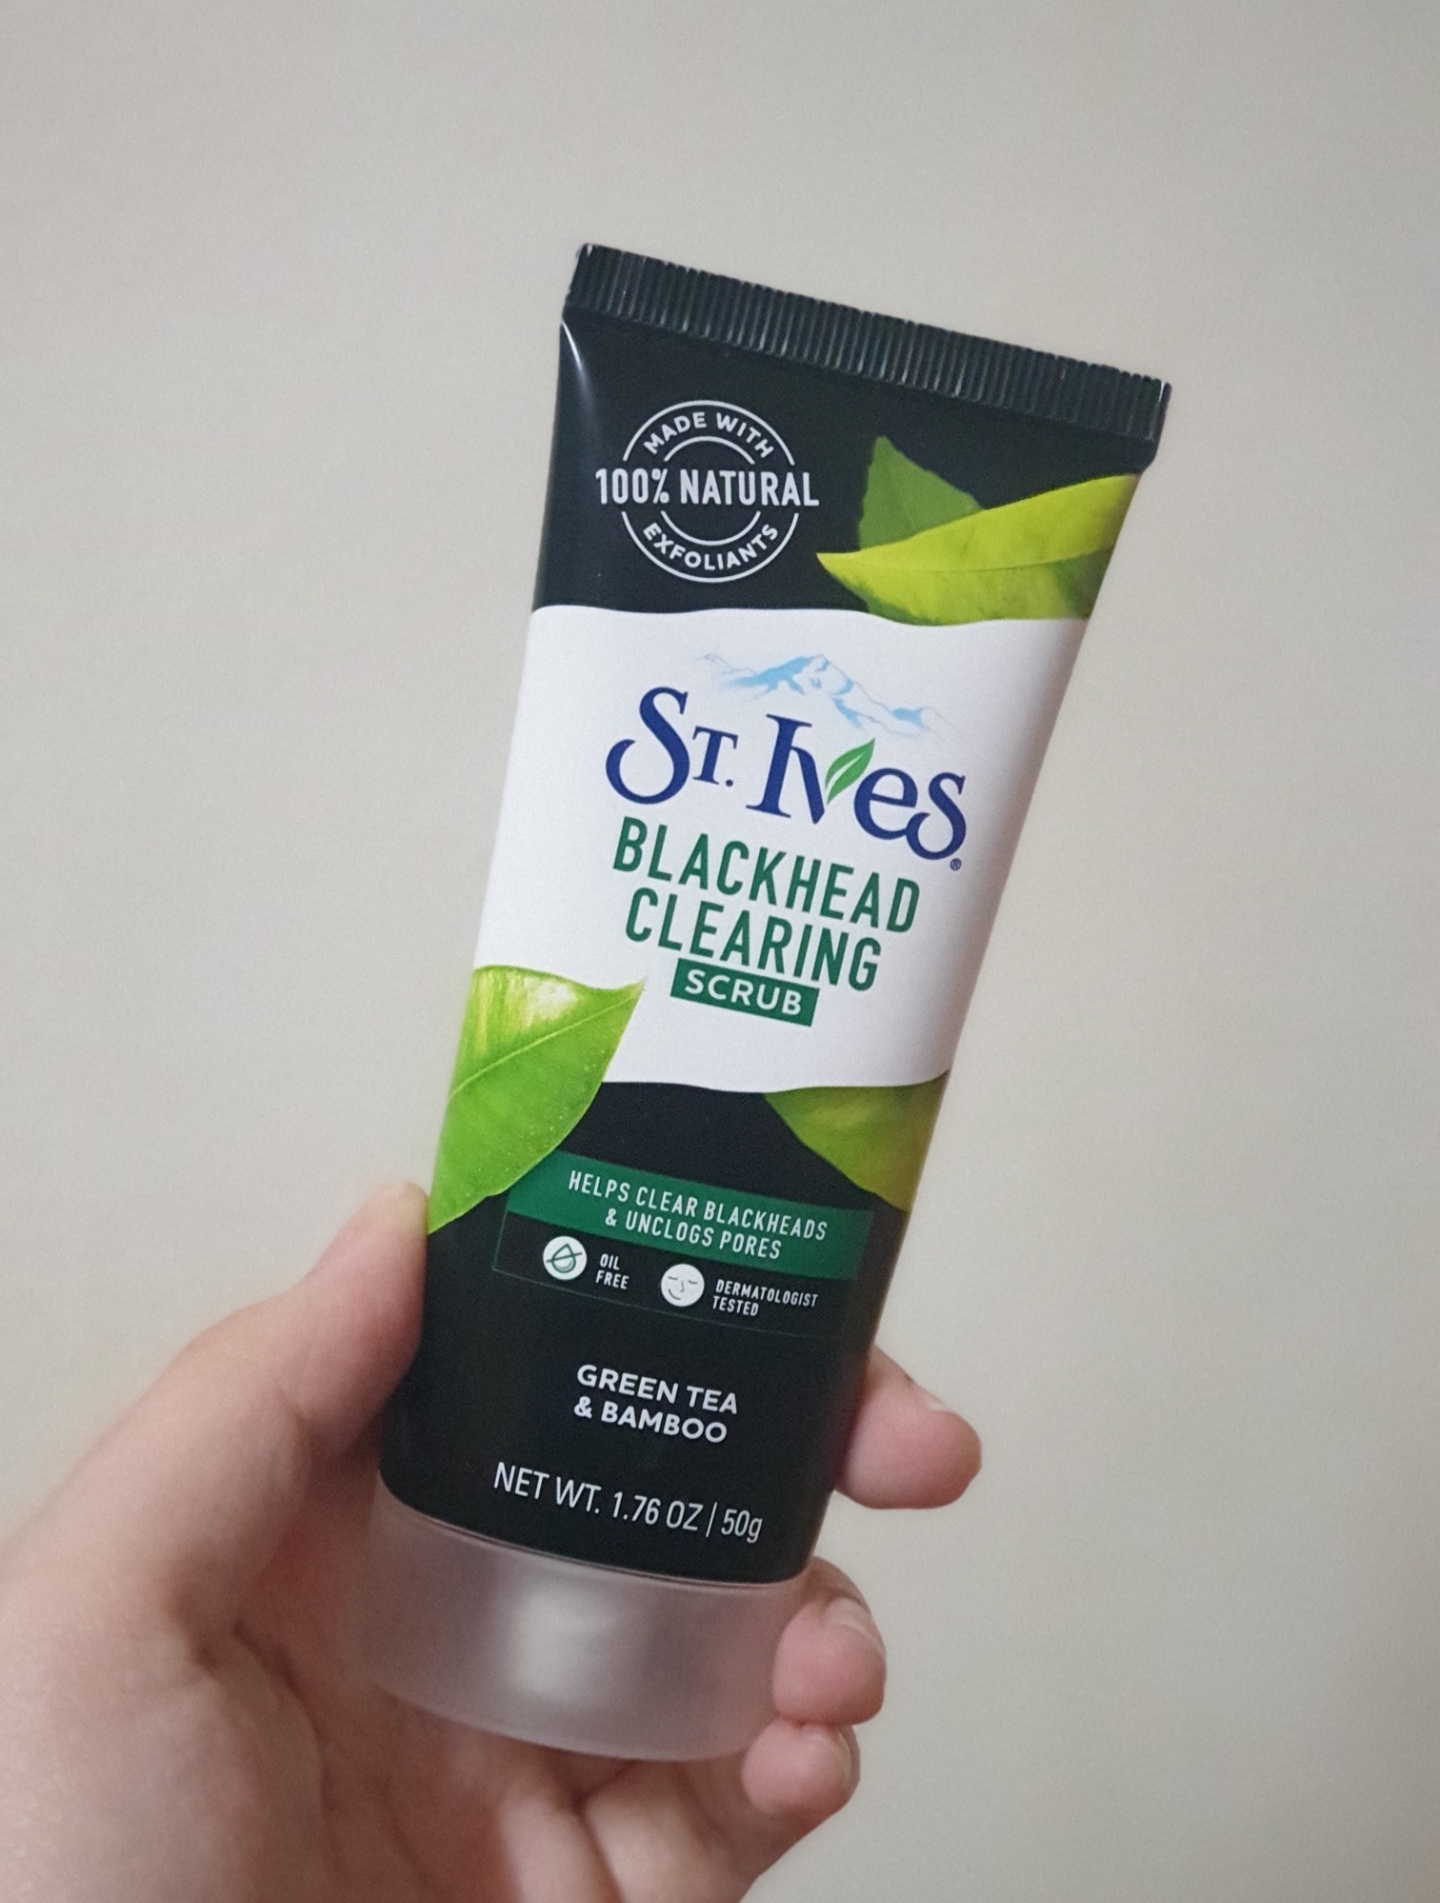 MADE WITH
100% NATURAL
EXFOLIANTS
ST. Ives®
BLACKHEAD
CLEARING
SCRUB
HELPS CLEAR BLACKHEADS
& UNCLOGS PORES
OIL
FREE
DERMATOLOGIST
TESTED
GREEN TEA
& BAMBOO
NET WT. 1.76 OZ | 50g